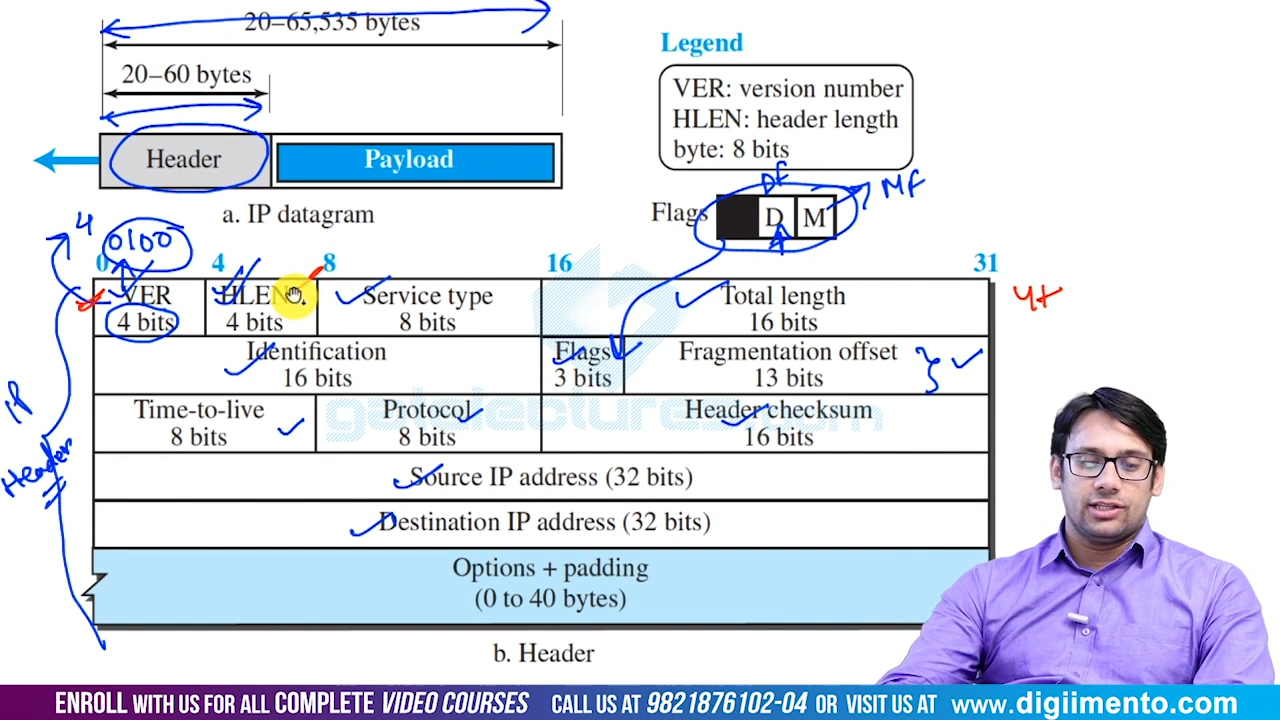 20–65,535 bytes
20–60 bytes
Header
Payload
a. IP datagram
Legend
VER: version number
HLEN: header length
byte: 8 bits
DF
MF
Flags
D
M
4
0100
0
4
8
16
31
VER
4 bits
HLEN
4 bits
Service type
8 bits
Total length
16 bits
Identification
16 bits
Flags
3 bits
Fragmentation offset
13 bits
Time-to-live
8 bits
Protocol
8 bits
Header checksum
16 bits
Source IP address (32 bits)
Destination IP address (32 bits)
Options + padding
(0 to 40 bytes)
b. Header
IP
Header
gatelectures.com
ENROLL WITH US FOR ALL COMPLETE VIDEO COURSES CALL US AT 9821876102-04 OR VISIT US AT www.digiimento.com